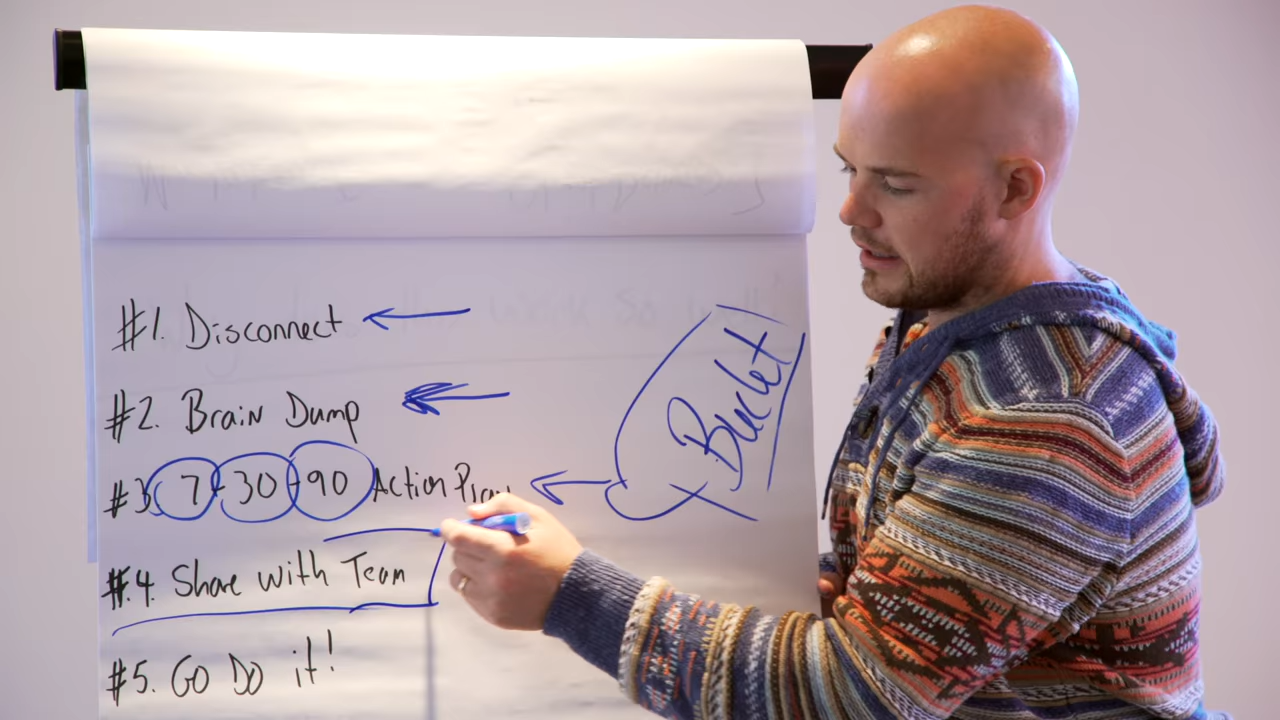 #1. Disconnect
#2. Brain Dump
#3. 7-30-90 Action Plan
Bucket
#.4. Share with Team
#5. Go Do it!